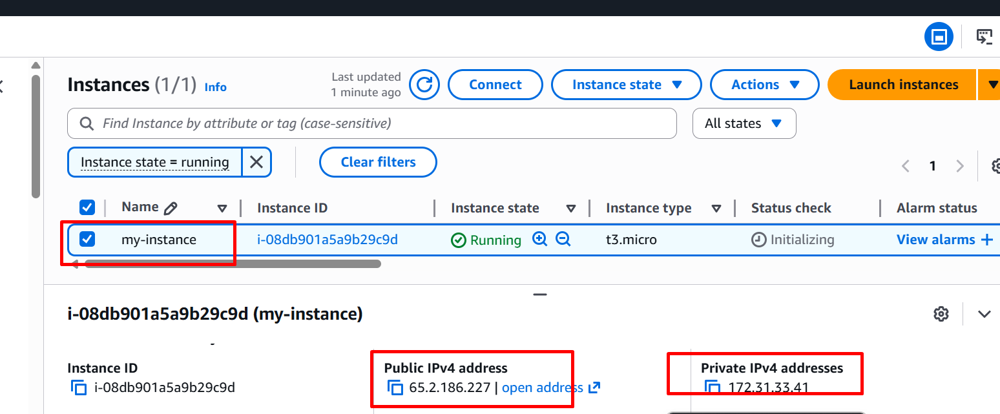 Instances (1/1) Info
Last updated
1 minute ago
Connect
Instance state
Actions
Launch instances
Find Instance by attribute or tag (case-sensitive)
All states
Instance state = running
Clear filters
1
Name Instance ID Instance state Instance type Status check Alarm status
my-instance i-08db901a5a9b29c9d Running t3.micro Initializing View alarms +
i-08db901a5a9b29c9d (my-instance)
Instance ID Public IPv4 address Private IPv4 addresses
i-08db901a5a9b29c9d 65.2.186.227 | open address 172.31.33.41